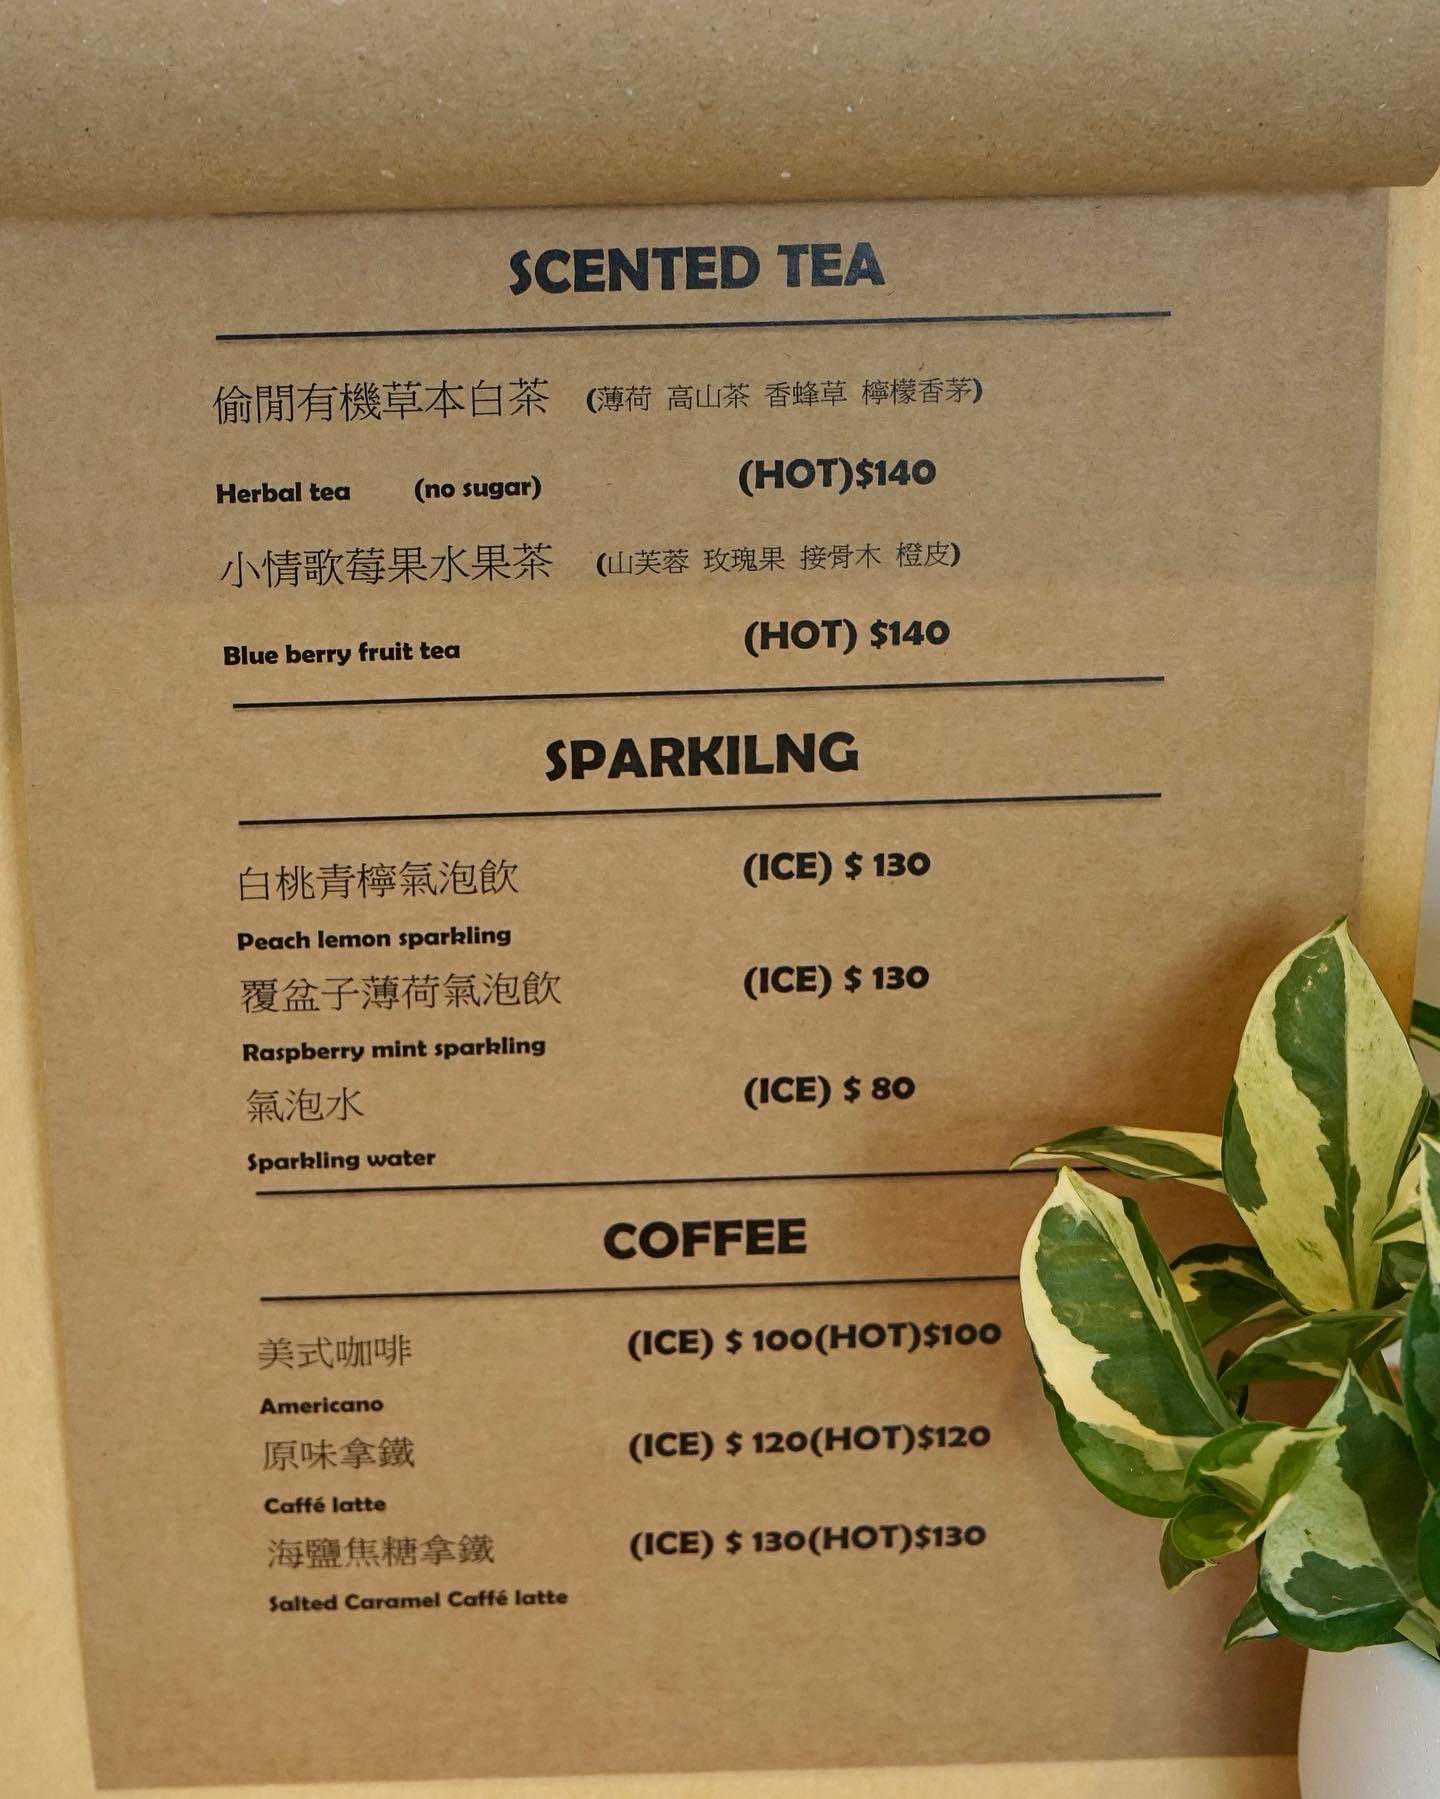 SCENTED TEA
偷閒有機草本白茶 (薄荷 高山茶 香蜂草 檸檬香茅)
Herbal tea (no sugar) (HOT)$140
小情歌莓果水果茶 (山芙蓉 玫瑰果 接骨木 橙皮)
Blue berry fruit tea (HOT) $140
SPARKILNG
白桃青檸氣泡飲 (ICE) $ 130
Peach lemon sparkling
覆盆子薄荷氣泡飲 (ICE) $ 130
Raspberry mint sparkling
氣泡水 (ICE) $ 80
Sparkling water
COFFEE
美式咖啡 (ICE) $ 100(HOT)$100
Americano
原味拿鐵 (ICE) $ 120(HOT)$120
Caffé latte
海鹽焦糖拿鐵 (ICE) $ 130(HOT)$130
Salted Caramel Caffé latte